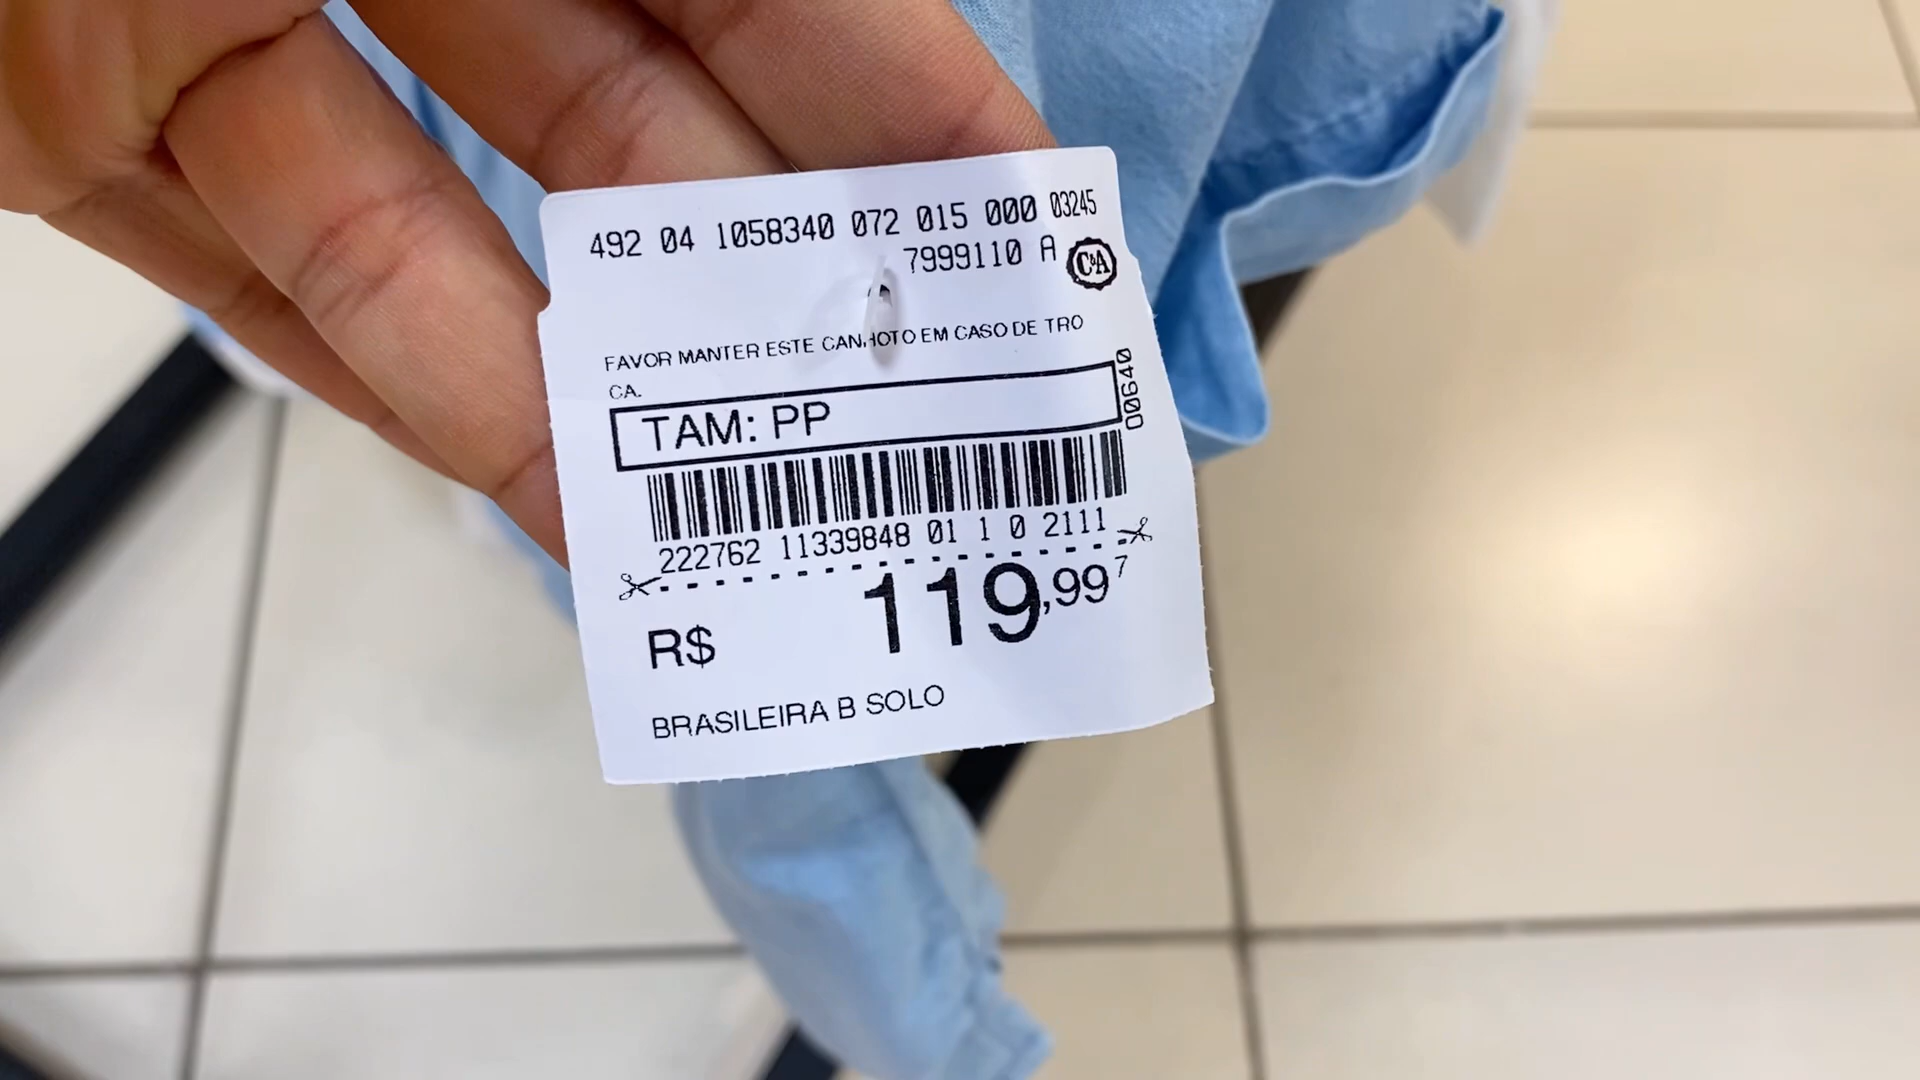 492 04 1058340 072 015 000 03245
7999110 A C&A
FAVOR MANTER ESTE CANHOTO EM CASO DE TRO
CA.
TAM: PP
00640
222762 11339848 01 1 0 2111
R$ 119,99 7
BRASILEIRA B SOLO